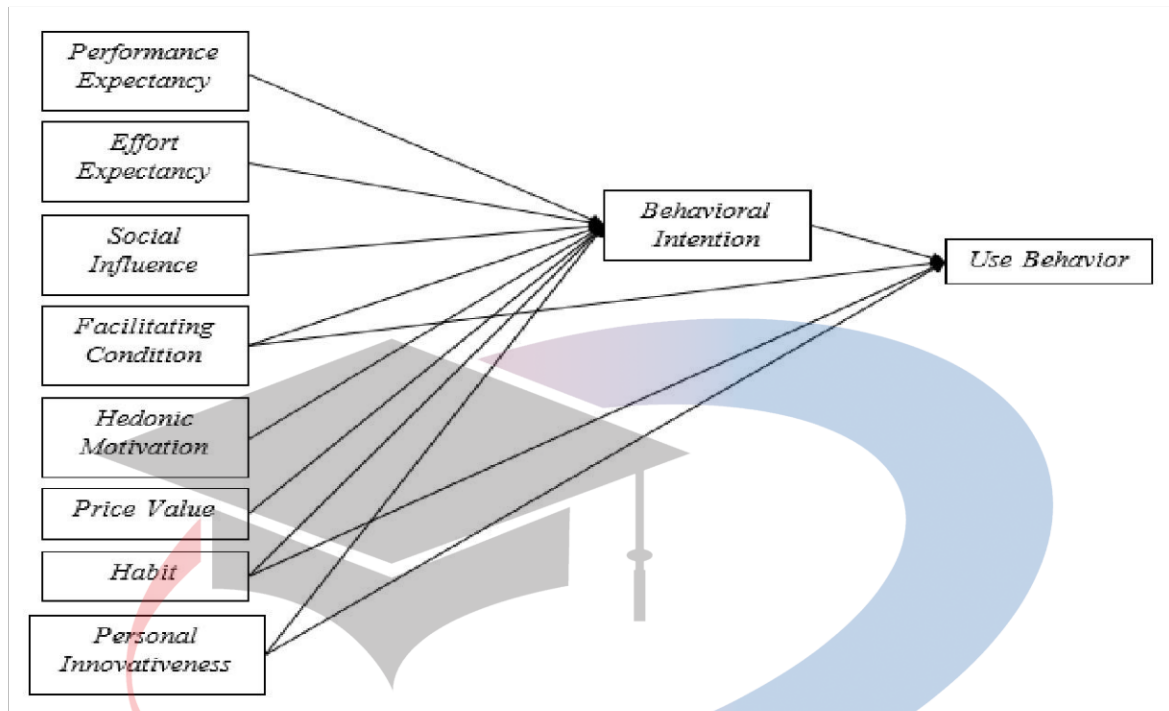 Performance
Expectancy
Effort
Expectancy
Social
Influence
Facilitating
Condition
Hedonic
Motivation
Price Value
Habit
Personal
Innovativeness
Behavioral
Intention
Use Behavior